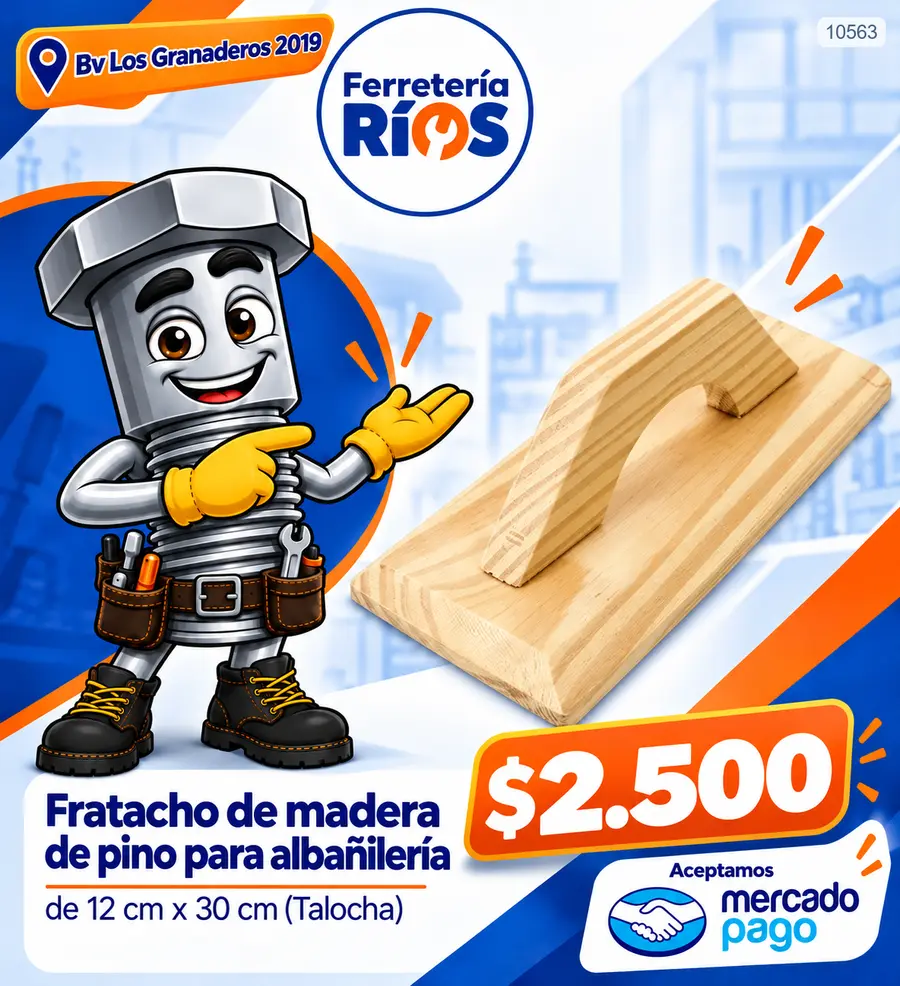 Bv Los Granaderos 2019
Ferretería
RÍOS
10563
$2.500
Fratacho de madera
de pino para albañilería
de 12 cm x 30 cm (Talocha)
Aceptamos
mercado
pago